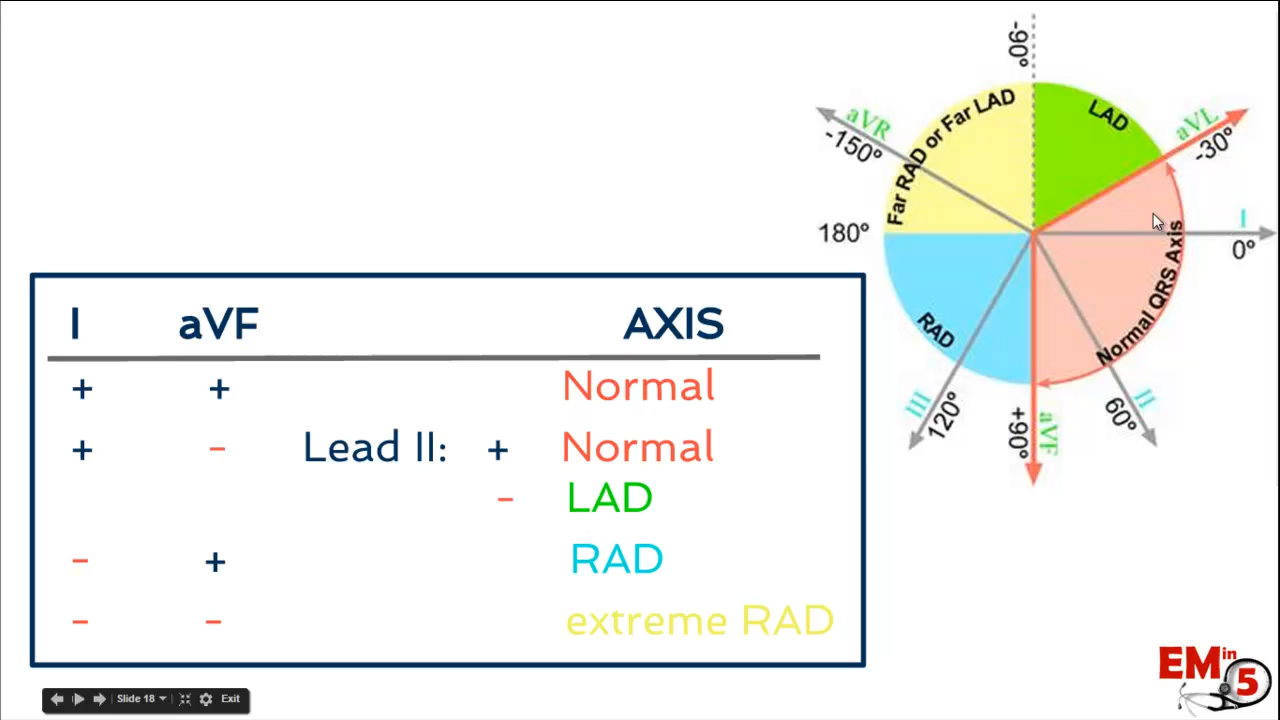 -90°
aVR
-150°
Far RAD or Far LAD
LAD
aVL
-30°
180°
I
0°
Normal QRS Axis
RAD
III
120°
+90°
aVF
60°
II
I aVF AXIS
+ + Normal
+ - Lead II: + Normal
- LAD
- + RAD
- - extreme RAD
EM in 5
Slide 18 Exit